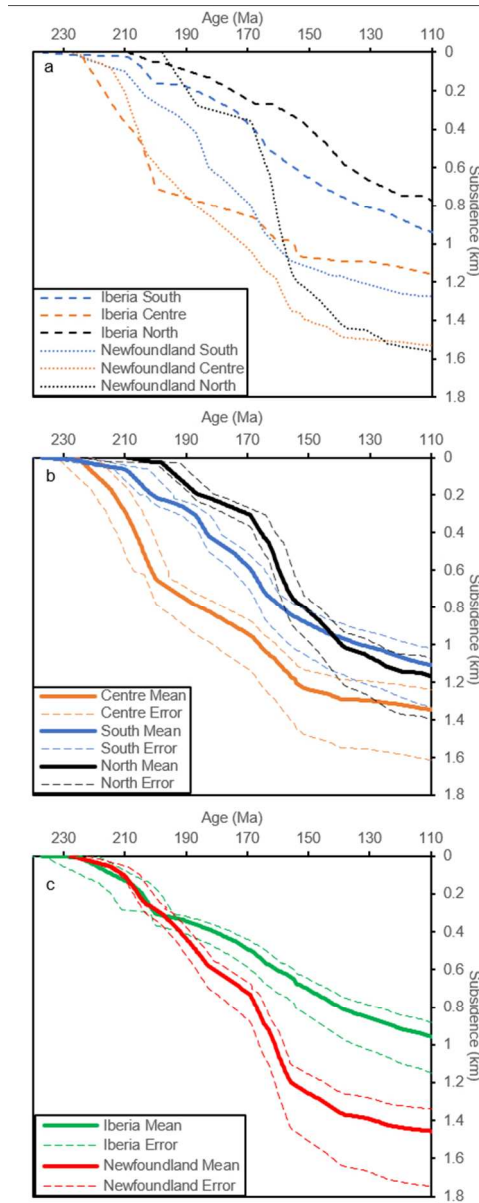 Age (Ma)
230 210 190 170 150 130 110
a
0
0.2
0.4
0.6
0.8
1
1.2
1.4
1.6
1.8
Subsidence (km)
Iberia South
Iberia Centre
Iberia North
Newfoundland South
Newfoundland Centre
Newfoundland North
Age (Ma)
230 210 190 170 150 130 110
b
0
0.2
0.4
0.6
0.8
1
1.2
1.4
1.6
1.8
Subsidence (km)
Centre Mean
Centre Error
South Mean
South Error
North Mean
North Error
Age (Ma)
230 210 190 170 150 130 110
c
0
0.2
0.4
0.6
0.8
1
1.2
1.4
1.6
1.8
Subsidence (km)
Iberia Mean
Iberia Error
Newfoundland Mean
Newfoundland Error